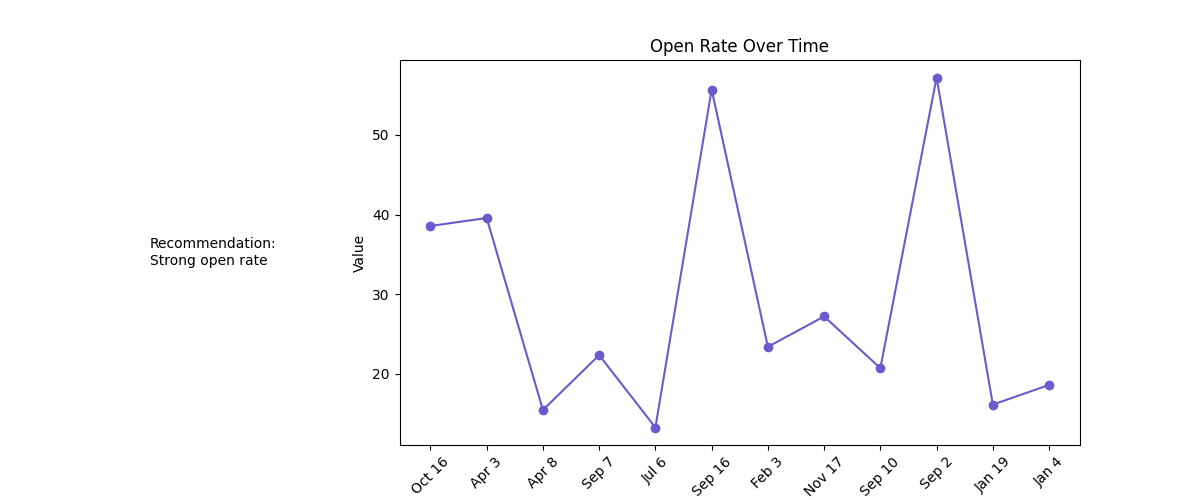 Open Rate Over Time
Recommendation:
Strong open rate
Value
50
40
30
20
Oct 16
Apr 3
Apr 8
Sep 7
Jul 6
Sep 16
Feb 3
Nov 17
Sep 10
Sep 2
Jan 19
Jan 4